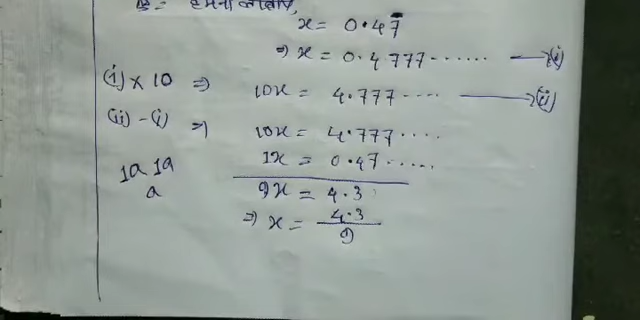 x = 0.47̅
⇒ x = 0.4777...... → (i)
(i) × 10 ⇒ 10x = 4.777.... → (ii)
(ii) - (i) ⇒ 10x = 4.777....
1x = 0.47.....
9x = 4.3
⇒ x = 4.3/9